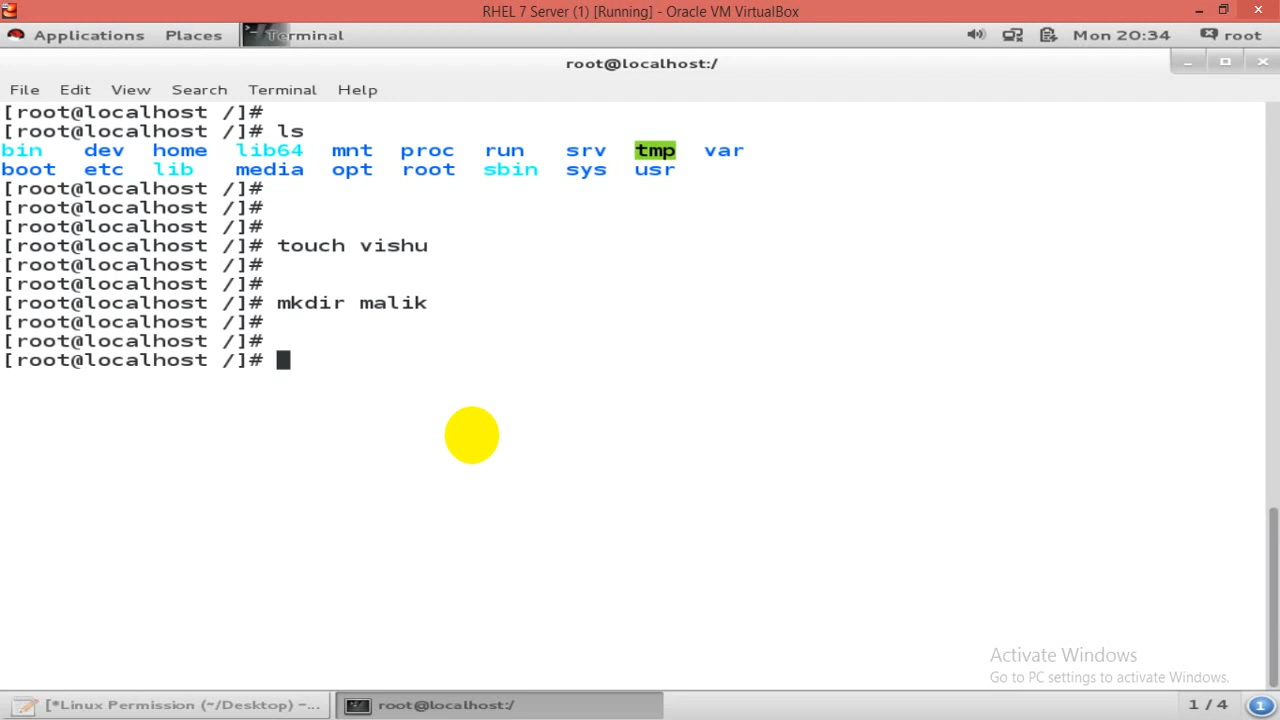 RHEL 7 Server (1) [Running] - Oracle VM VirtualBox
Applications Places Terminal Mon 20:34 root
root@localhost:/
File Edit View Search Terminal Help
[root@localhost /]#
[root@localhost /]# ls
bin dev home lib64 mnt proc run srv tmp var
boot etc lib media opt root sbin sys usr
[root@localhost /]#
[root@localhost /]#
[root@localhost /]#
[root@localhost /]# touch vishu
[root@localhost /]#
[root@localhost /]#
[root@localhost /]# mkdir malik
[root@localhost /]#
[root@localhost /]#
[root@localhost /]#
Activate Windows
Go to PC settings to activate Windows.
[*Linux Permission (~/Desktop) –... root@localhost:/ 1 / 4 1